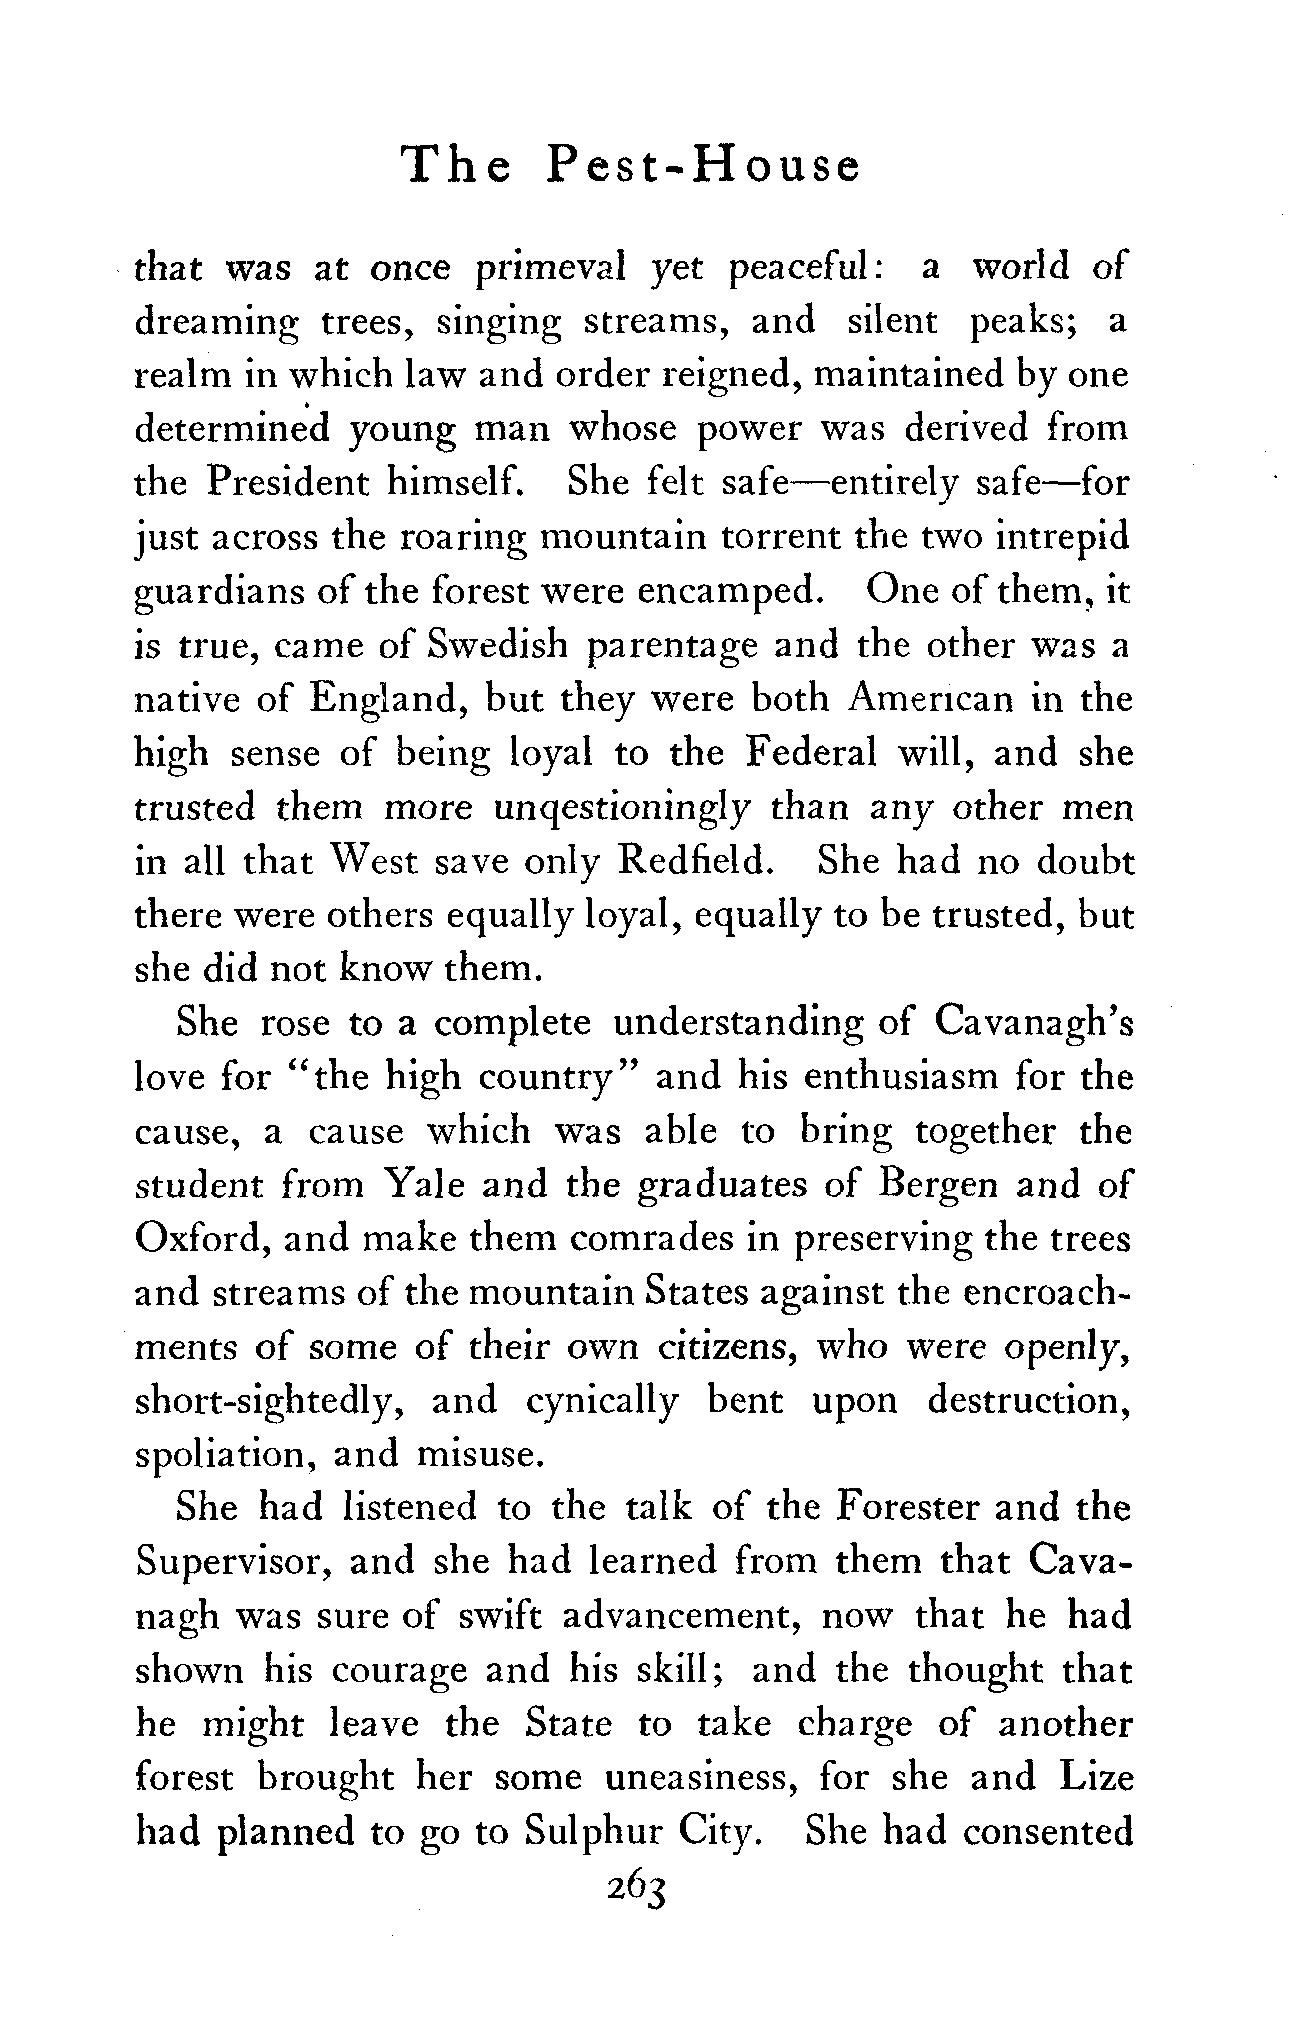 The Pest-House
that was at once primeval yet peaceful: a world of
dreaming trees, singing streams, and silent peaks; a
realm in which law and order reigned, maintained by one
determined young man whose power was derived from
the President himself. She felt safe—entirely safe—for
just across the roaring mountain torrent the two intrepid
guardians of the forest were encamped. One of them, it
is true, came of Swedish parentage and the other was a
native of England, but they were both American in the
high sense of being loyal to the Federal will, and she
trusted them more unqestioningly than any other men
in all that West save only Redfield. She had no doubt
there were others equally loyal, equally to be trusted, but
she did not know them.
She rose to a complete understanding of Cavanagh's
love for "the high country" and his enthusiasm for the
cause, a cause which was able to bring together the
student from Yale and the graduates of Bergen and of
Oxford, and make them comrades in preserving the trees
and streams of the mountain States against the encroach-
ments of some of their own citizens, who were openly,
short-sightedly, and cynically bent upon destruction,
spoliation, and misuse.
She had listened to the talk of the Forester and the
Supervisor, and she had learned from them that Cava-
nagh was sure of swift advancement, now that he had
shown his courage and his skill; and the thought that
he might leave the State to take charge of another
forest brought her some uneasiness, for she and Lize
had planned to go to Sulphur City. She had consented
263